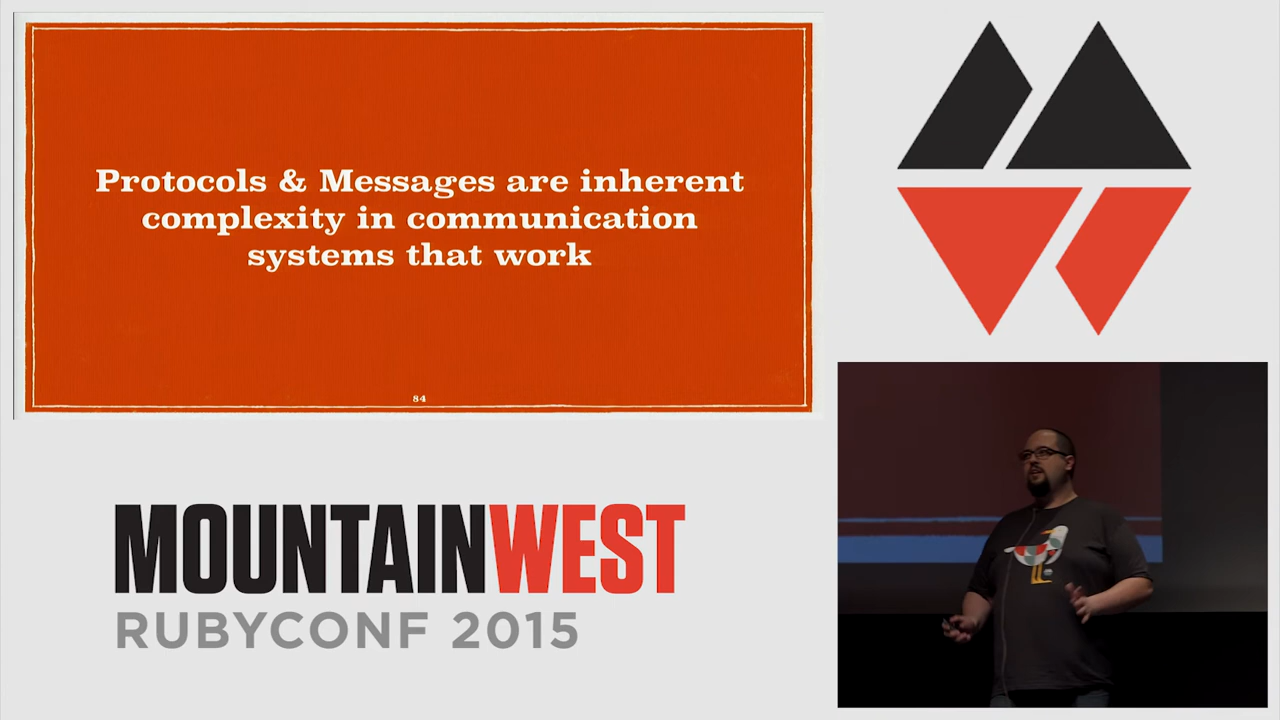 Protocols & Messages are inherent
complexity in communication
systems that work
84
MOUNTAINWEST
RUBYCONF 2015